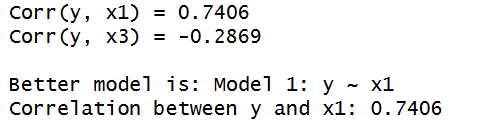 Corr(y, x1) = 0.7406
Corr(y, x3) = -0.2869
Better model is: Model 1: y ~ x1
Correlation between y and x1: 0.7406